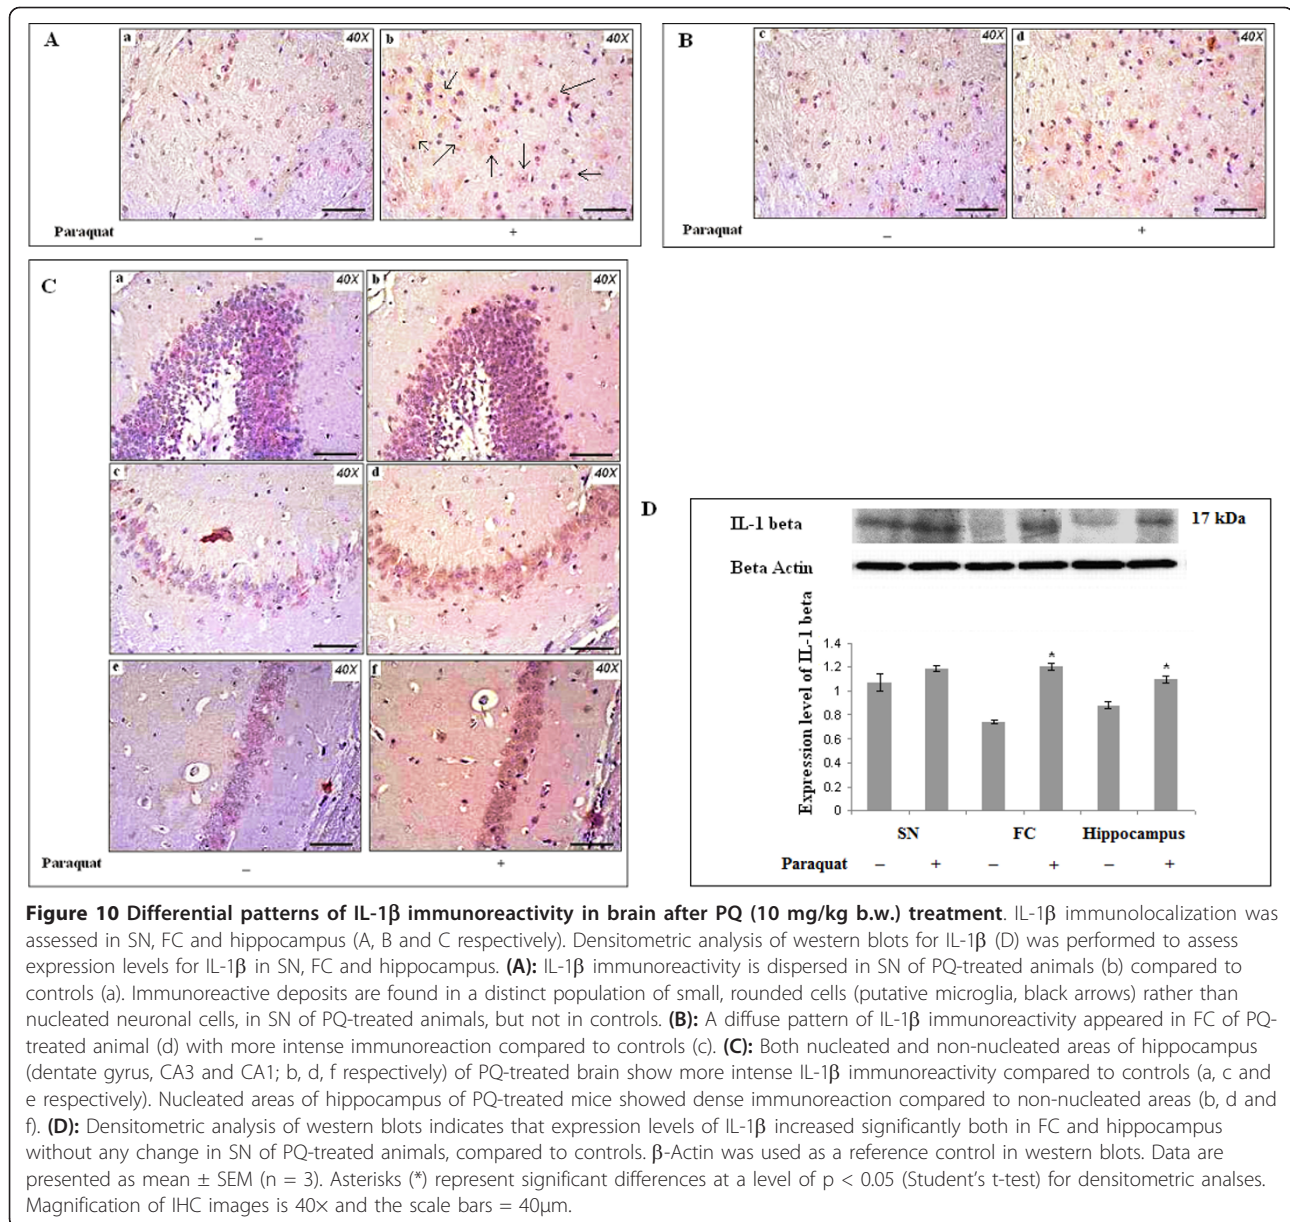 A
a
40X
b
40X
Paraquat
–
+
B
c
40X
d
40X
Paraquat
–
+
C
a
40X
b
40X
c
40X
d
40X
e
40X
f
40X
Paraquat
–
+
D
IL-1 beta
17 kDa
Beta Actin
Expression level of IL-1 beta
1.4
1.2
1
0.8
0.6
0.4
0.2
0
*
*
SN
FC
Hippocampus
Paraquat
– + – + – +
Figure 10 Differential patterns of IL-1β immunoreactivity in brain after PQ (10 mg/kg b.w.) treatment. IL-1β immunolocalization was
assessed in SN, FC and hippocampus (A, B and C respectively). Densitometric analysis of western blots for IL-1β (D) was performed to assess
expression levels for IL-1β in SN, FC and hippocampus. (A): IL-1β immunoreactivity is dispersed in SN of PQ-treated animals (b) compared to
controls (a). Immunoreactive deposits are found in a distinct population of small, rounded cells (putative microglia, black arrows) rather than
nucleated neuronal cells, in SN of PQ-treated animals, but not in controls. (B): A diffuse pattern of IL-1β immunoreactivity appeared in FC of PQ-
treated animal (d) with more intense immunoreaction compared to controls (c). (C): Both nucleated and non-nucleated areas of hippocampus
(dentate gyrus, CA3 and CA1; b, d, f respectively) of PQ-treated brain show more intense IL-1β immunoreactivity compared to controls (a, c and
e respectively). Nucleated areas of hippocampus of PQ-treated mice showed dense immunoreaction compared to non-nucleated areas (b, d and
f). (D): Densitometric analysis of western blots indicates that expression levels of IL-1β increased significantly both in FC and hippocampus
without any change in SN of PQ-treated animals, compared to controls. β-Actin was used as a reference control in western blots. Data are
presented as mean ± SEM (n = 3). Asterisks (*) represent significant differences at a level of p < 0.05 (Student's t-test) for densitometric analses.
Magnification of IHC images is 40× and the scale bars = 40μm.